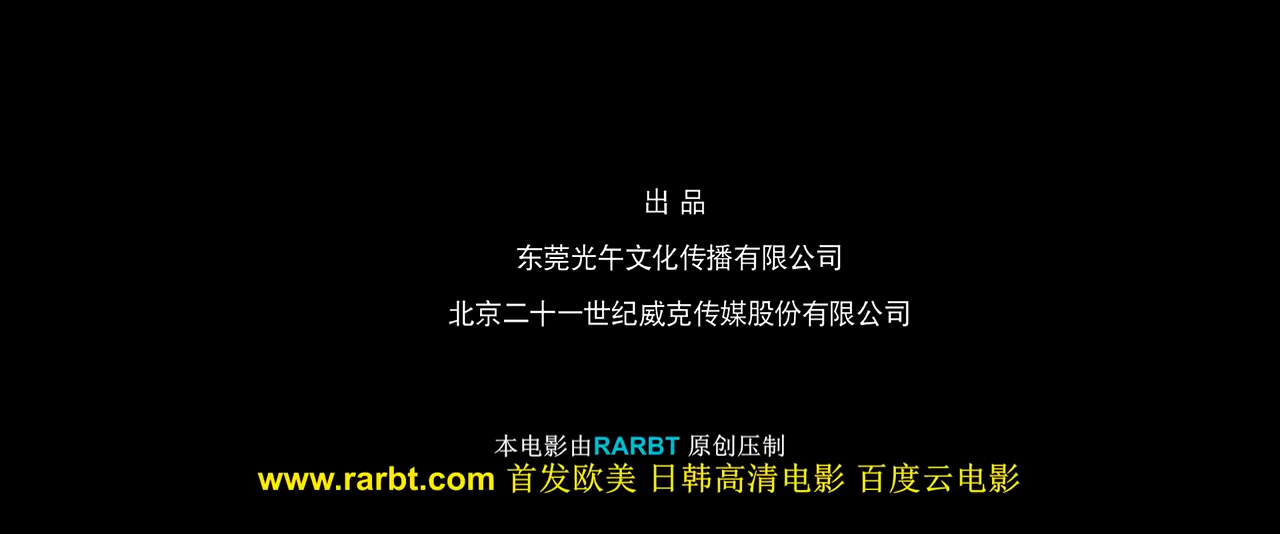 出 品
东莞光午文化传播有限公司
北京二十一世纪威克传媒股份有限公司
本电影由RARBT 原创压制
www.rarbt.com 首发欧美 日韩高清电影 百度云电影